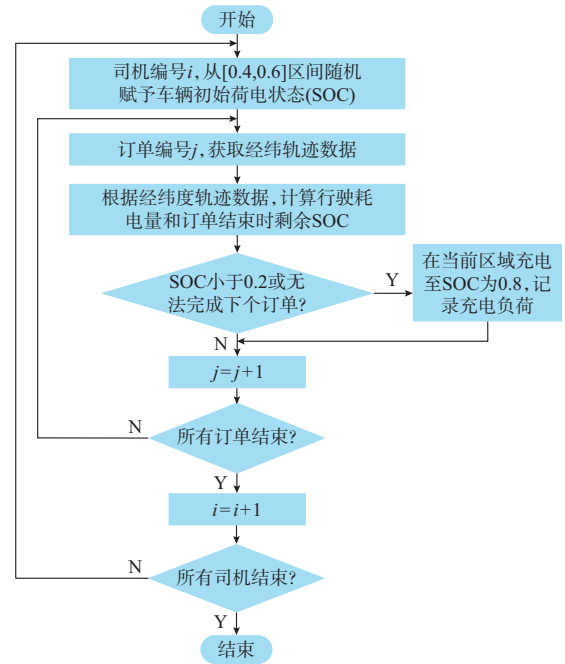 开始
司机编号i,从[0.4,0.6]区间随机
赋予车辆初始荷电状态(SOC)
订单编号j,获取经纬轨迹数据
根据经纬度轨迹数据,计算行驶耗
电量和订单结束时剩余SOC
SOC小于0.2或无
法完成下个订单?
Y
在当前区域充电
至SOC为0.8,记
录充电负荷
N
j=j+1
N
所有订单结束?
Y
i=i+1
N
所有司机结束?
Y
结束